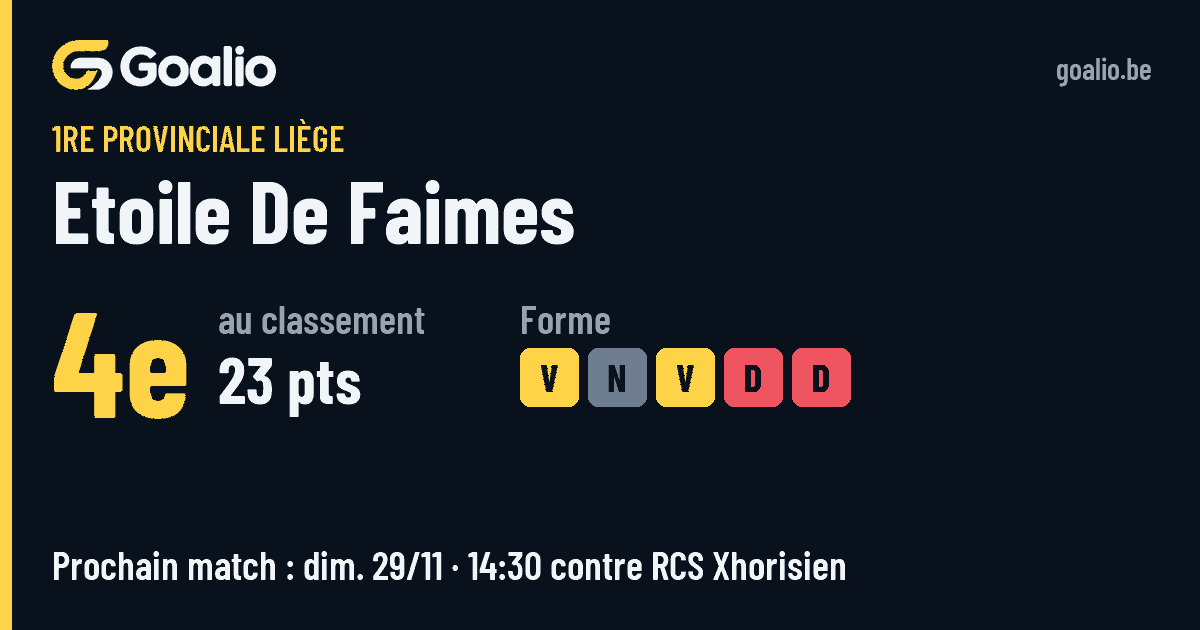 Goalio
goalio.be
1RE PROVINCIALE LIÈGE
Etoile De Faimes
4e
au classement
23 pts
Forme
V N V D D
Prochain match : dim. 29/11 · 14:30 contre RCS Xhorisien